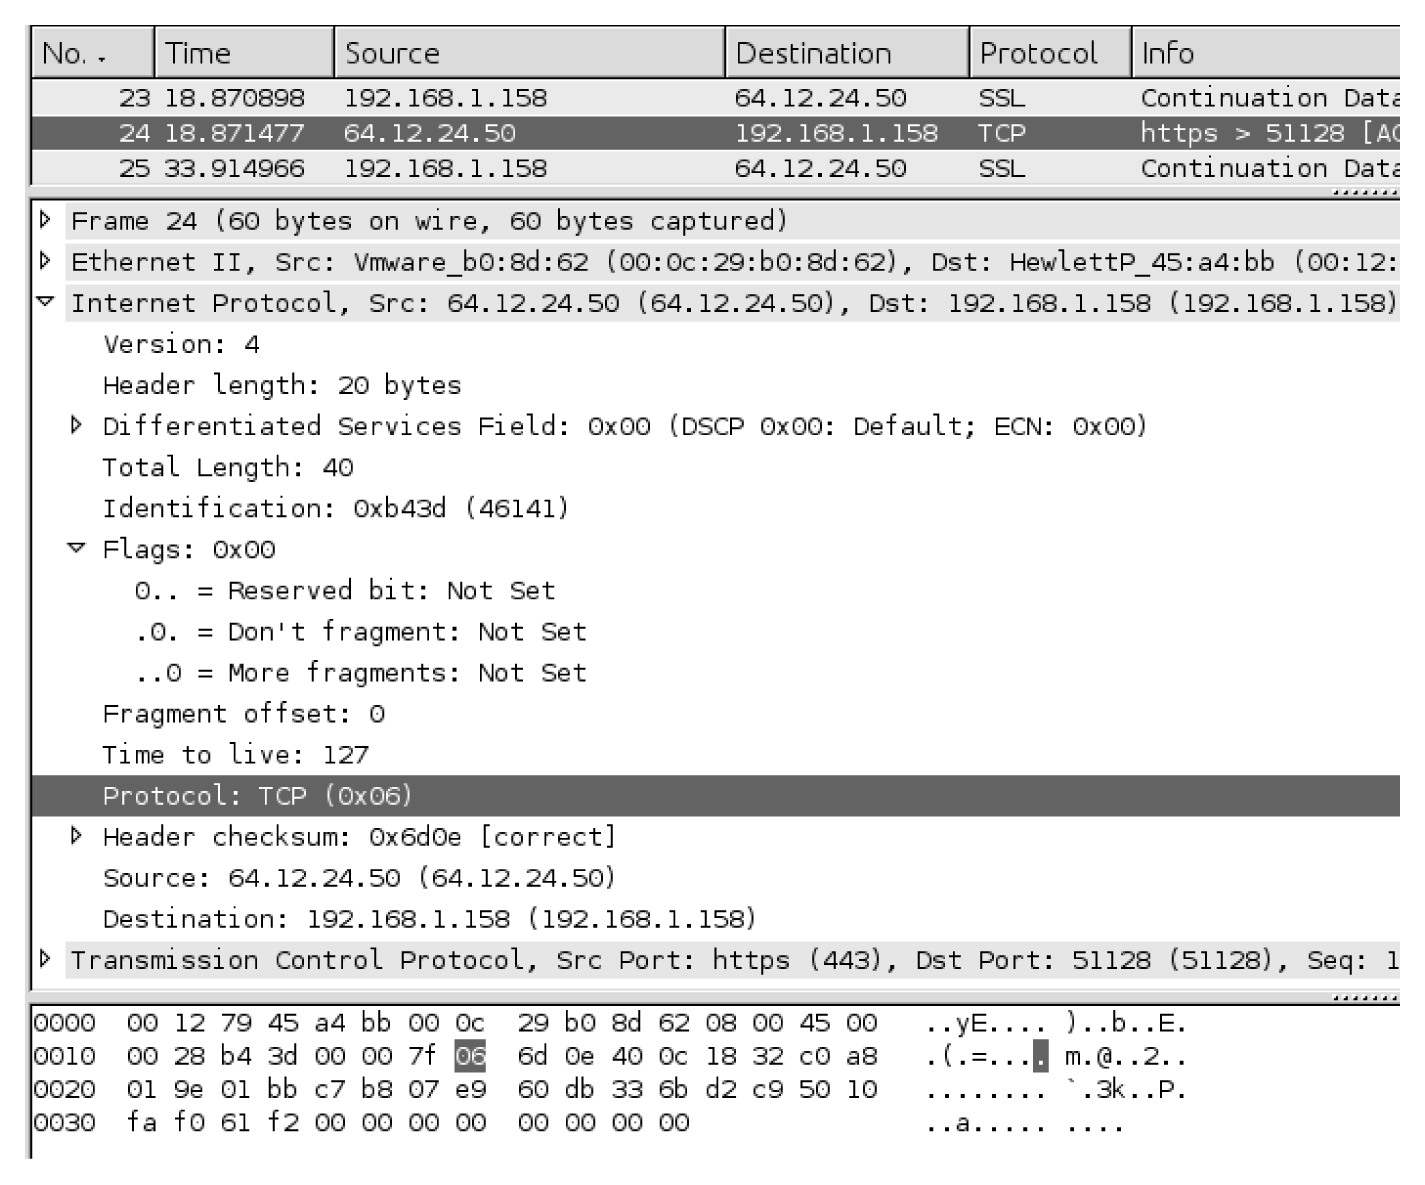 No. Time Source Destination Protocol Info
23 18.870898 192.168.1.158 64.12.24.50 SSL Continuation Data
24 18.871477 64.12.24.50 192.168.1.158 TCP https > 51128 [AC
25 33.914966 192.168.1.158 64.12.24.50 SSL Continuation Data
Frame 24 (60 bytes on wire, 60 bytes captured)
Ethernet II, Src: Vmware_b0:8d:62 (00:0c:29:b0:8d:62), Dst: HewlettP_45:a4:bb (00:12:
Internet Protocol, Src: 64.12.24.50 (64.12.24.50), Dst: 192.168.1.158 (192.168.1.158)
Version: 4
Header length: 20 bytes
Differentiated Services Field: 0x00 (DSCP 0x00: Default; ECN: 0x00)
Total Length: 40
Identification: 0xb43d (46141)
Flags: 0x00
0.. = Reserved bit: Not Set
.0. = Don't fragment: Not Set
..0 = More fragments: Not Set
Fragment offset: 0
Time to live: 127
Protocol: TCP (0x06)
Header checksum: 0x6d0e [correct]
Source: 64.12.24.50 (64.12.24.50)
Destination: 192.168.1.158 (192.168.1.158)
Transmission Control Protocol, Src Port: https (443), Dst Port: 51128 (51128), Seq: 1
0000 00 12 79 45 a4 bb 00 0c 29 b0 8d 62 08 00 45 00 ..yE.... )..b..E.
0010 00 28 b4 3d 00 00 7f 06 6d 0e 40 0c 18 32 c0 a8 .(.=.... m.@..2..
0020 01 9e 01 bb c7 b8 07 e9 60 db 33 6b d2 c9 50 10 ........ `.3k..P.
0030 fa f0 61 f2 00 00 00 00 00 00 00 00 ..a..... ....